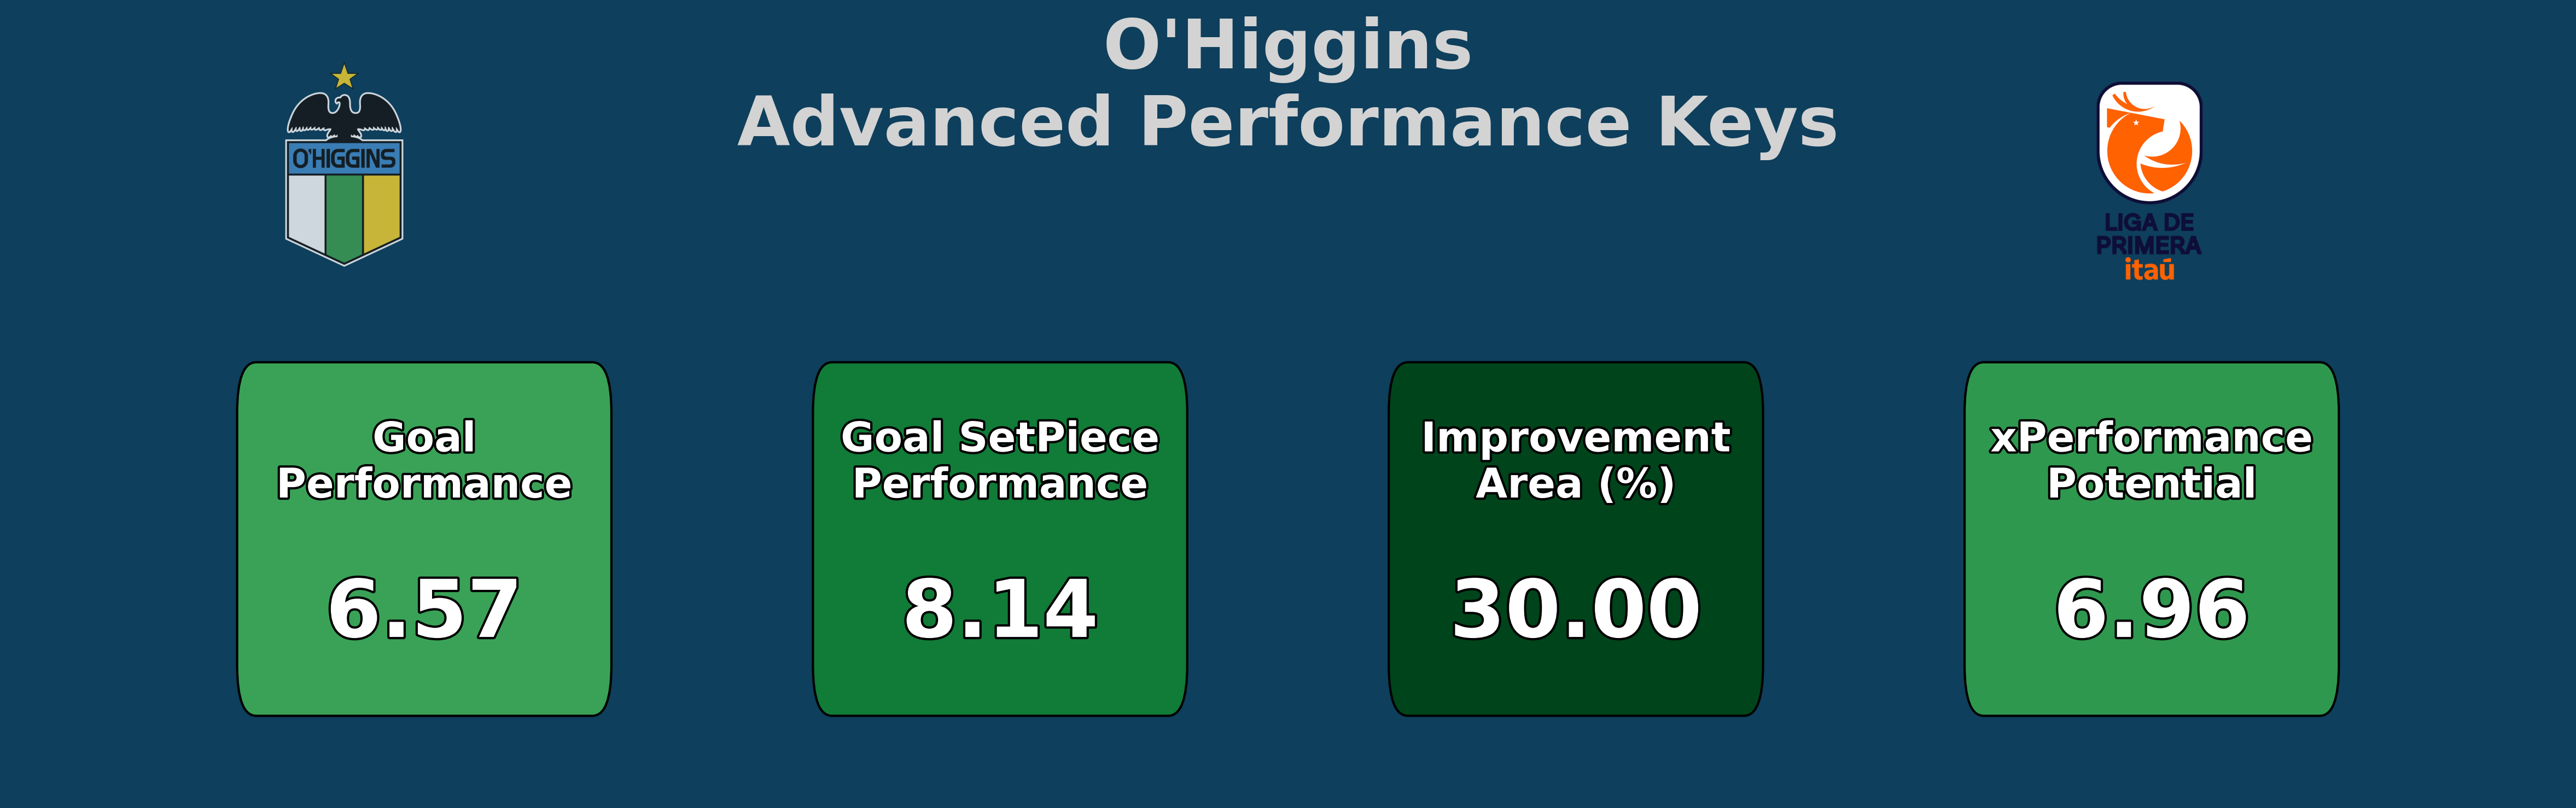 O'Higgins
Advanced Performance Keys
O'HIGGINS
LIGA DE
PRIMERA
itaú
Goal
Performance
6.57
Goal SetPiece
Performance
8.14
Improvement
Area (%)
30.00
xPerformance
Potential
6.96